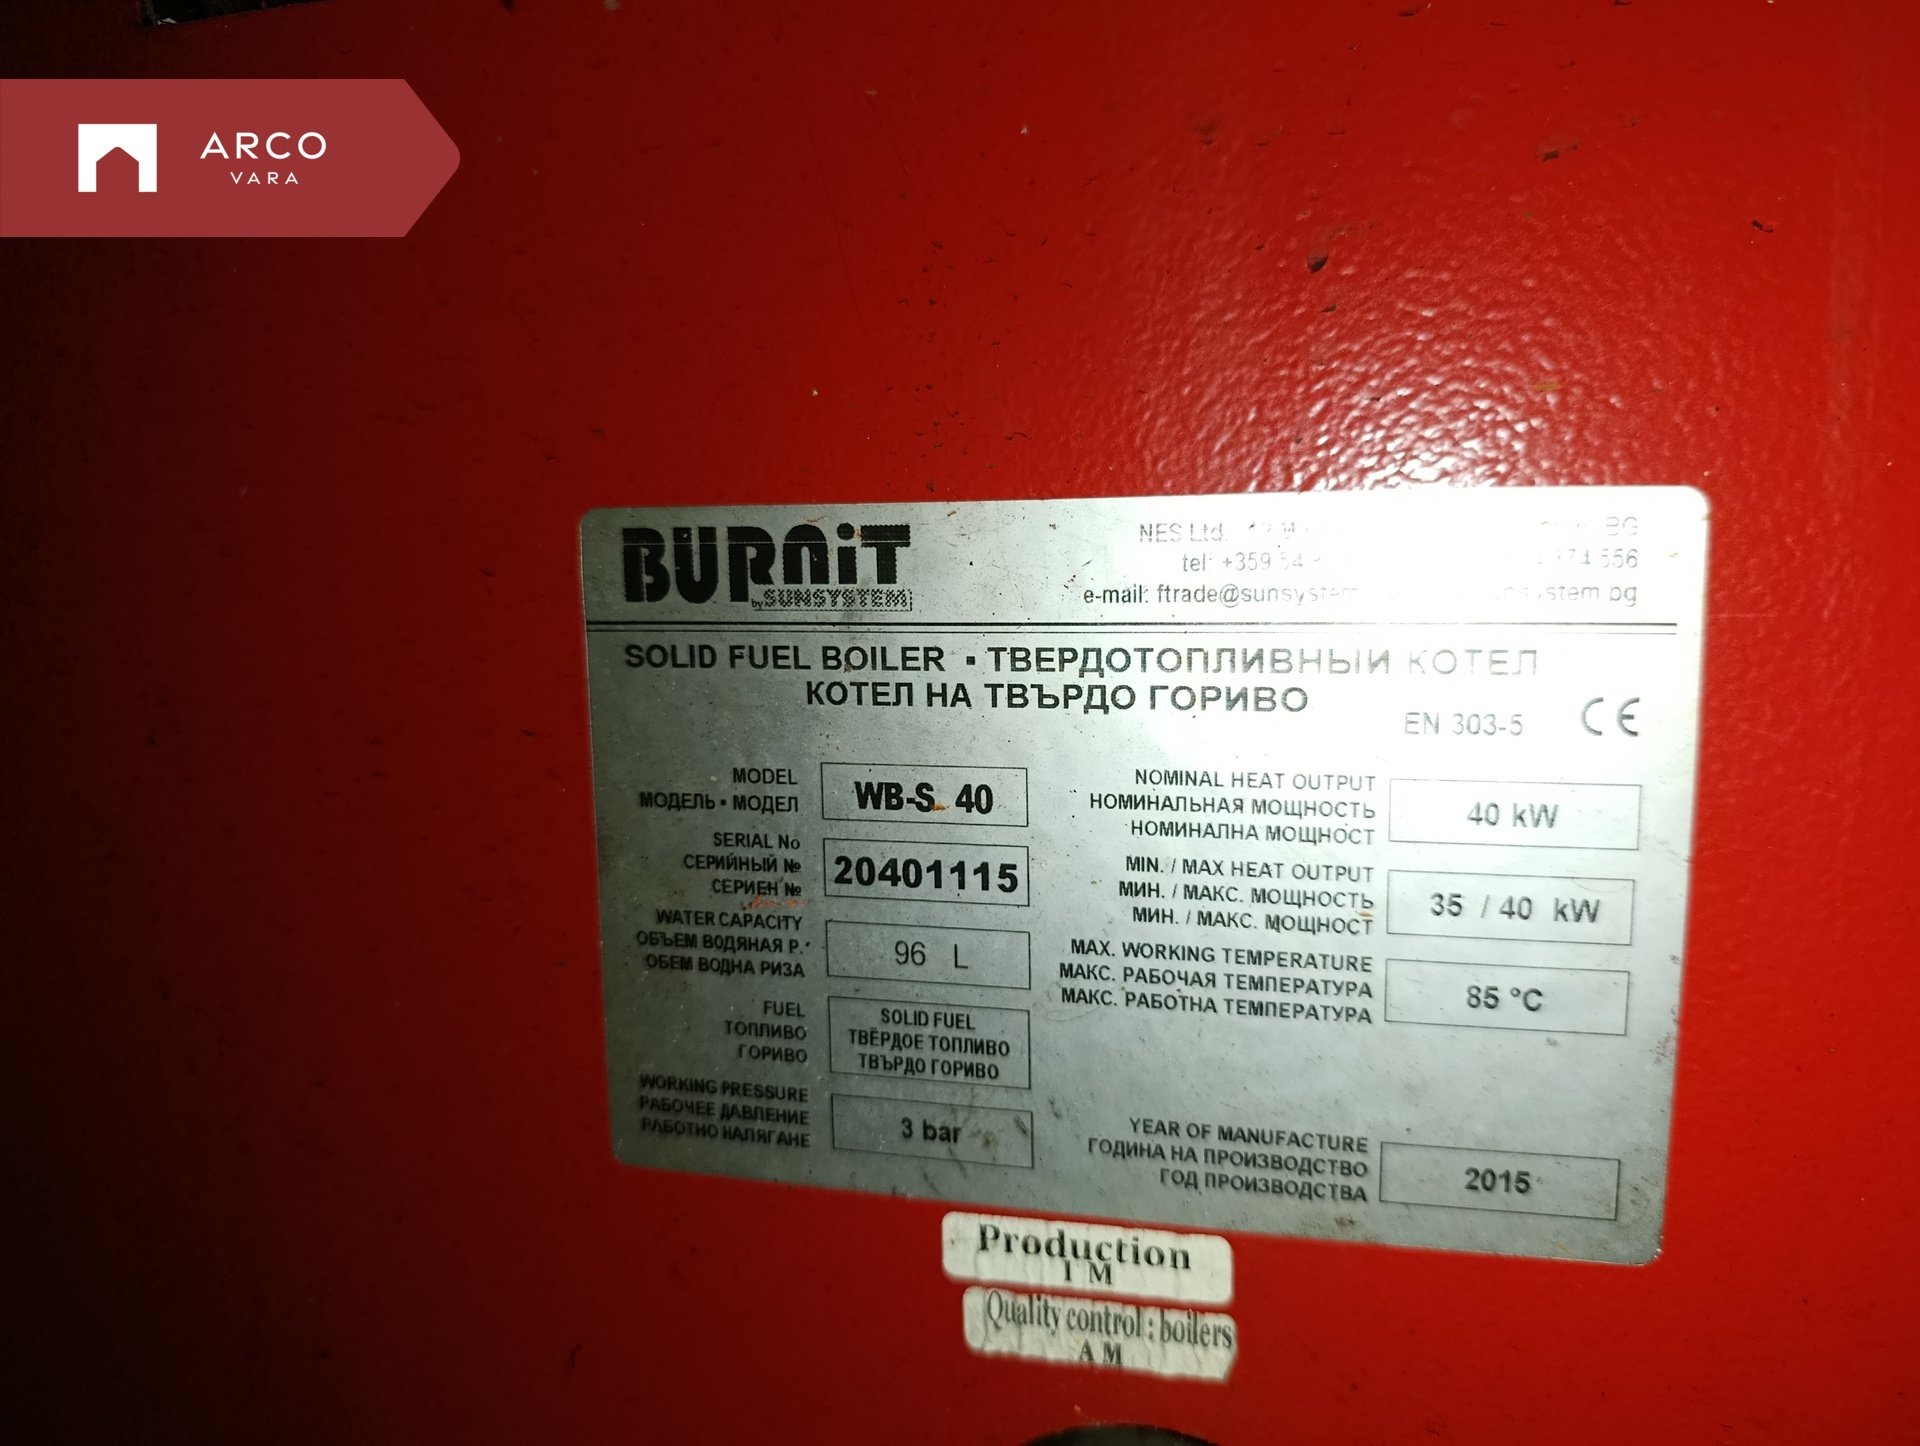 ARCO
VARA
BURNiT
by SUNSYSTEM
NES Ltd. BG
tel: +359 54
e-mail: ftrade@sunsystem
SOLID FUEL BOILER ▪ ТВЕРДОТОПЛИВНЫЙ КОТЕЛ
КОТЕЛ НА ТВЪРДО ГОРИВО
EN 303-5 CE
MODEL
МОДЕЛЬ ▪ МОДЕЛ
WB-S 40
SERIAL No
СЕРИЙНЫЙ №
СЕРИЕН №
20401115
WATER CAPACITY
ОБЪЕМ ВОДЯНАЯ Р.
ОБЕМ ВОДНА РИЗА
96 L
FUEL
ТОПЛИВО
ГОРИВО
SOLID FUEL
ТВЁРДОЕ ТОПЛИВО
ТВЪРДО ГОРИВО
WORKING PRESSURE
РАБОЧЕЕ ДАВЛЕНИЕ
РАБОТНО НАЛЯГАНЕ
3 bar
NOMINAL HEAT OUTPUT
НОМИНАЛЬНАЯ МОЩНОСТЬ
НОМИНАЛНА МОЩНОСТ
40 kW
MIN. / MAX HEAT OUTPUT
МИН. / МАКС. МОЩНОСТЬ
МИН. / МАКС. МОЩНОСТ
35 / 40 kW
MAX. WORKING TEMPERATURE
МАКС. РАБОЧАЯ ТЕМПЕРАТУРА
МАКС. РАБОТНА ТЕМПЕРАТУРА
85 °C
YEAR OF MANUFACTURE
ГОДИНА НА ПРОИЗВОДСТВО
ГОД ПРОИЗВОДСТВА
2015
Production
I M
Quality control : boilers
A M